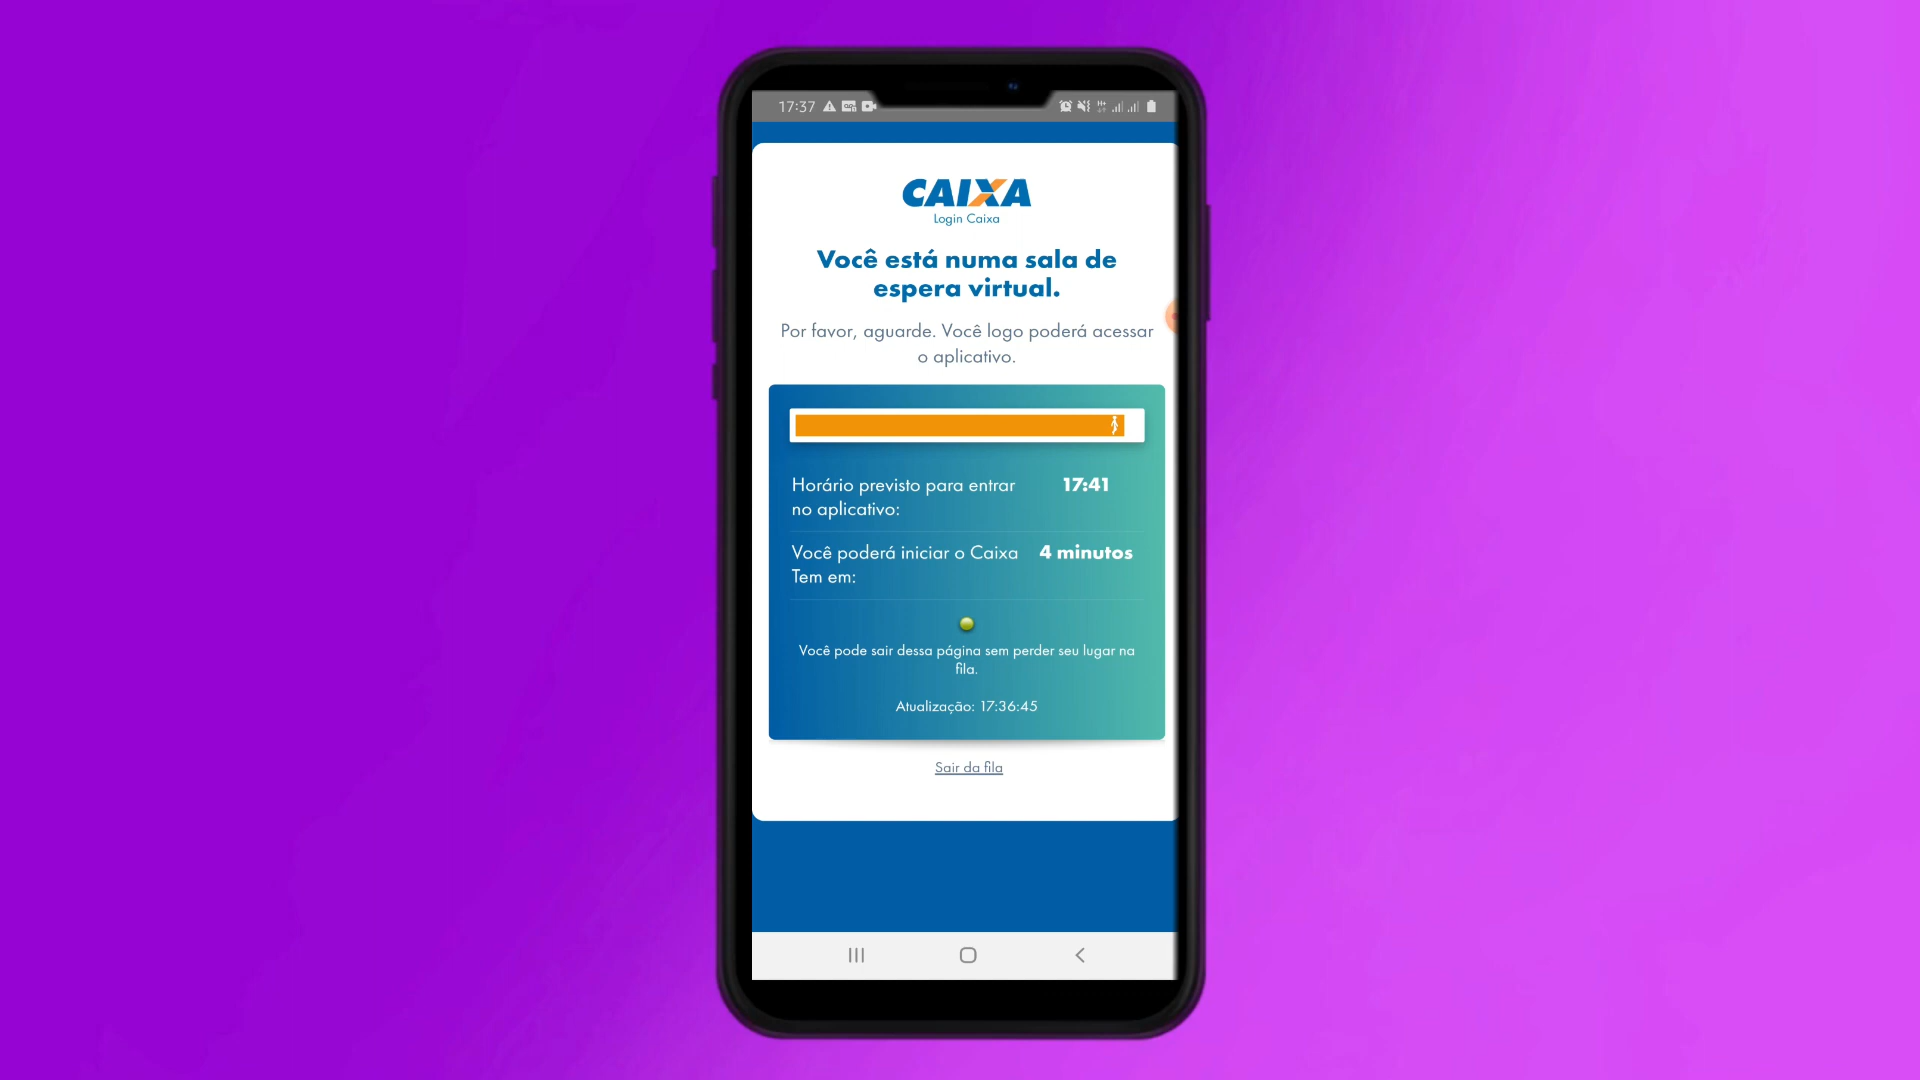 17:37
CAIXA
Login Caixa
Você está numa sala de
espera virtual.
Por favor, aguarde. Você logo poderá acessar
o aplicativo.
Horário previsto para entrar 17:41
no aplicativo:
Você poderá iniciar o Caixa 4 minutos
Tem em:
Você pode sair dessa página sem perder seu lugar na
fila.
Atualização: 17:36:45
Sair da fila